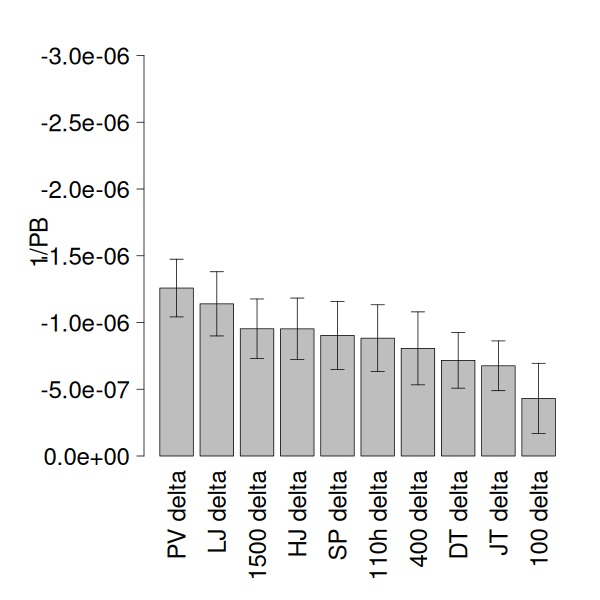 -3.0e-06
-2.5e-06
-2.0e-06
-1.5e-06
-1.0e-06
-5.0e-07
0.0e+00
1/PB
PV delta
LJ delta
1500 delta
HJ delta
SP delta
110h delta
400 delta
DT delta
JT delta
100 delta